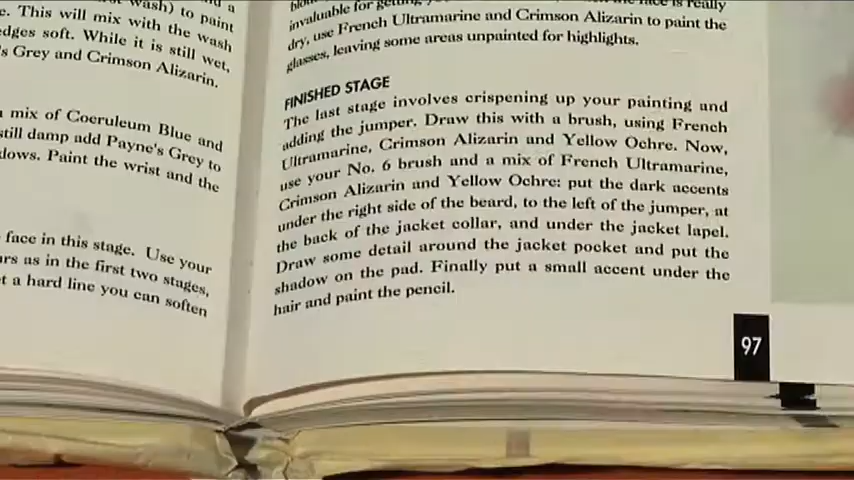 wash) to paint
. This will mix with the wash
edges soft. While it is still wet,
's Grey and Crimson Alizarin.
mix of Coeruleum Blue and
still damp add Payne's Grey to
Paint the wrist and the
face in this stage. Use your
as in the first two stages,
a hard line you can soften
face is really
invaluable for
dry, use French Ultramarine and Crimson Alizarin to paint the
glasses, leaving some areas unpainted for highlights.
FINISHED STAGE
The last stage involves crispening up your painting and
adding the jumper. Draw this with a brush, using French
Ultramarine, Crimson Alizarin and Yellow Ochre. Now,
use your No. 6 brush and a mix of French Ultramarine,
Crimson Alizarin and Yellow Ochre: put the dark accents
under the right side of the beard, to the left of the jumper, at
the back of the jacket collar, and under the jacket lapel.
Draw some detail around the jacket pocket and put the
shadow on the pad. Finally put a small accent under the
hair and paint the pencil.
97